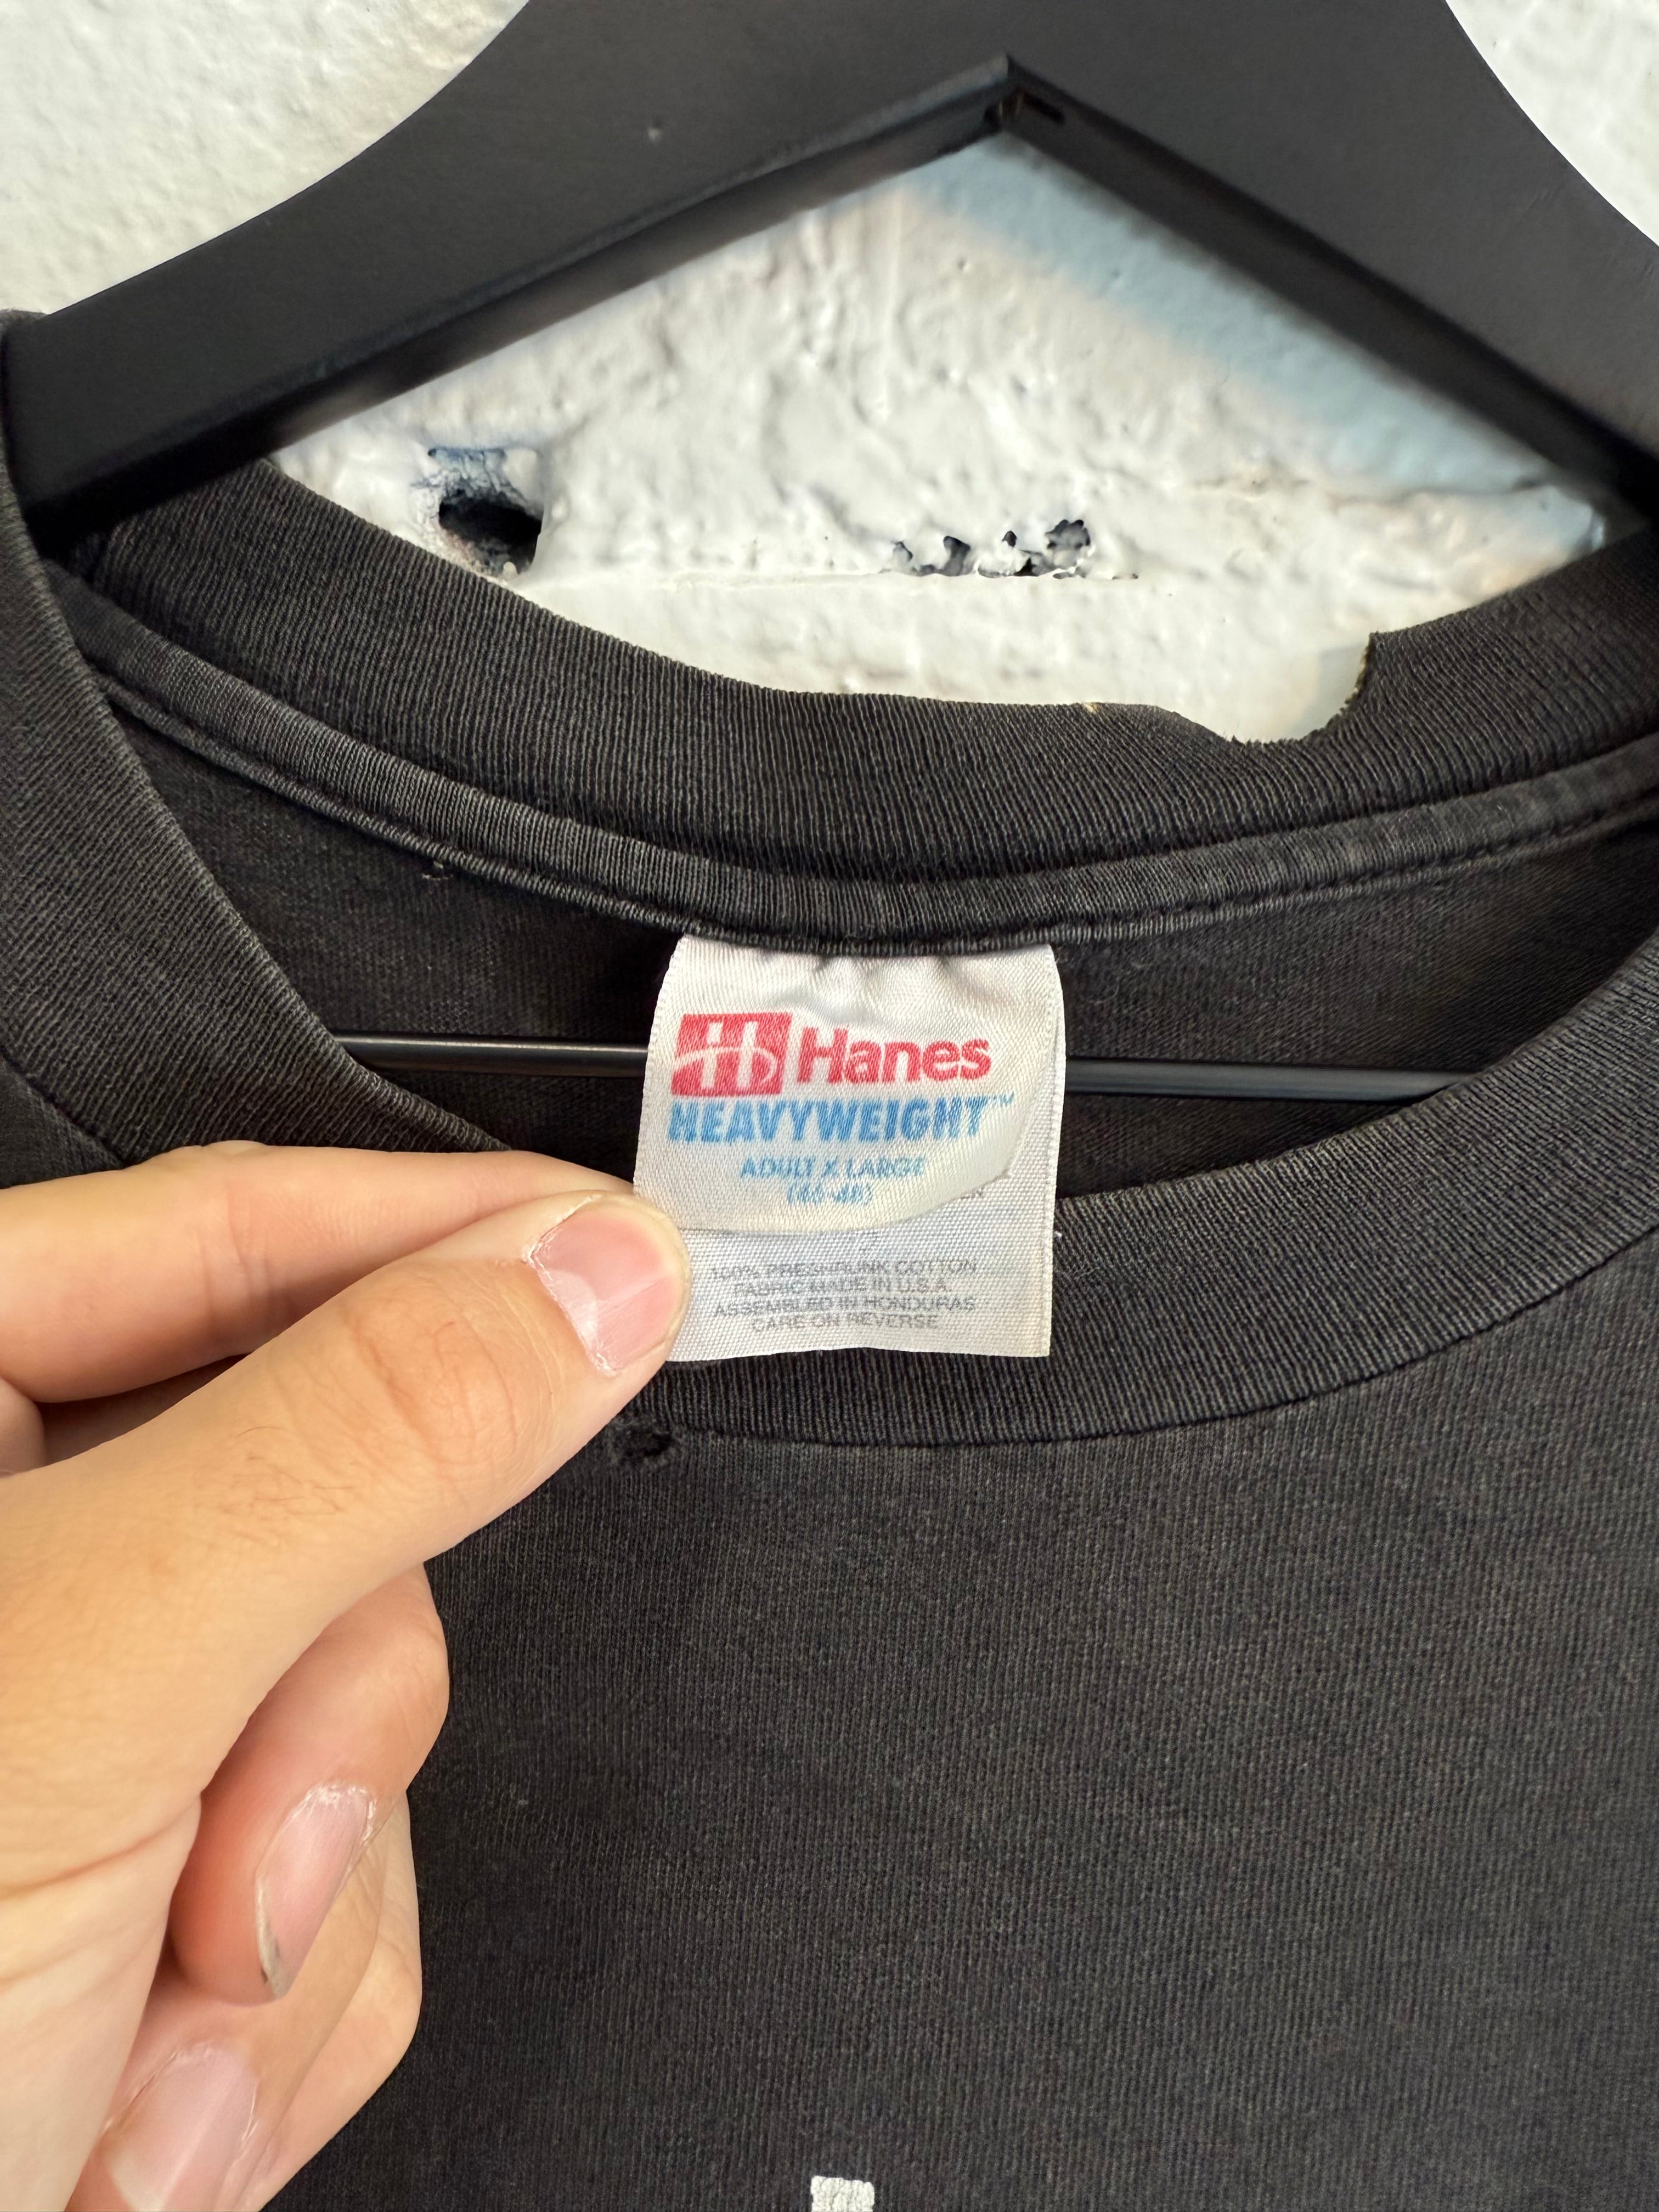 Hanes
HEAVYWEIGHT™
ADULT X LARGE
(46-48)
100% PRESHRUNK COTTON
FABRIC MADE IN U.S.A.
ASSEMBLED IN HONDURAS
CARE ON REVERSE